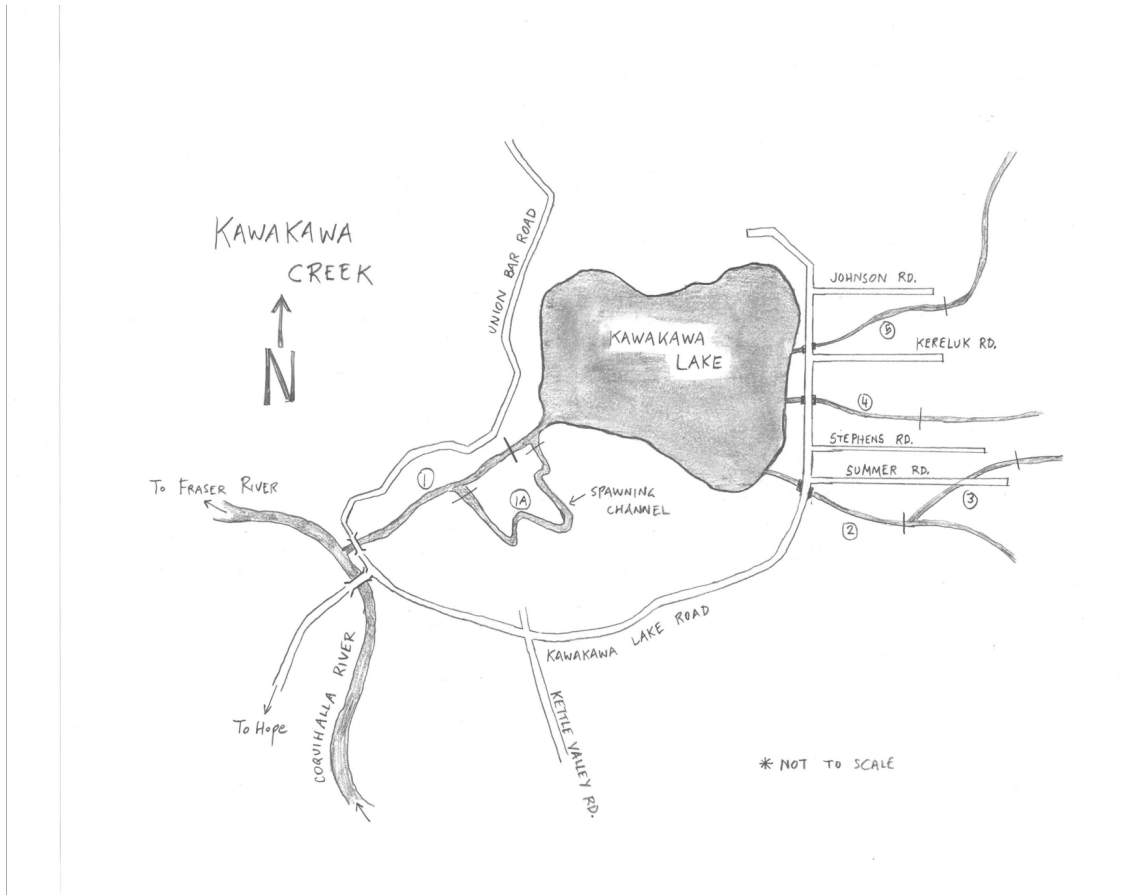 KAWAKAWA
CREEK
N
UNION BAR ROAD
KAWAKAWA
LAKE
JOHNSON RD.
5
KERELUK RD.
4
STEPHENS RD.
SUMMER RD.
3
2
1
1A
SPAWNING
CHANNEL
To FRASER RIVER
KAWAKAWA LAKE ROAD
KETTLE VALLEY RD.
COQUIHALLA RIVER
To Hope
* NOT TO SCALE